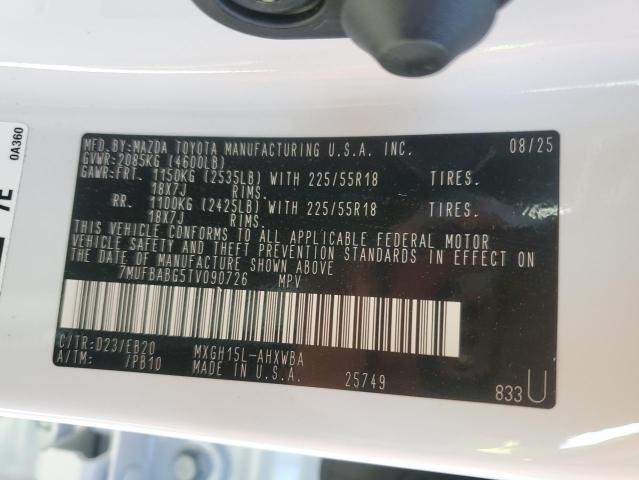 MFD.BY:MAZDA TOYOTA MANUFACTURING U.S.A. INC. 08/25
GVWR:2085KG (4600LB)
GAWR:FRT. 1150KG (2535LB) WITH 225/55R18 TIRES.
18X7J RIMS.
RR. 1100KG (2425LB) WITH 225/55R18 TIRES.
18X7J RIMS.
THIS VEHICLE CONFORMS TO ALL APPLICABLE FEDERAL MOTOR
VEHICLE SAFETY AND THEFT PREVENTION STANDARDS IN EFFECT ON
THE DATE OF MANUFACTURE SHOWN ABOVE.
7MUFBABG5TV090726 MPV
C/TR:D23/EB20 MXGH15L-AHXWBA
A/TM: /PB10 MADE IN U.S.A. 25749 833U
0A360